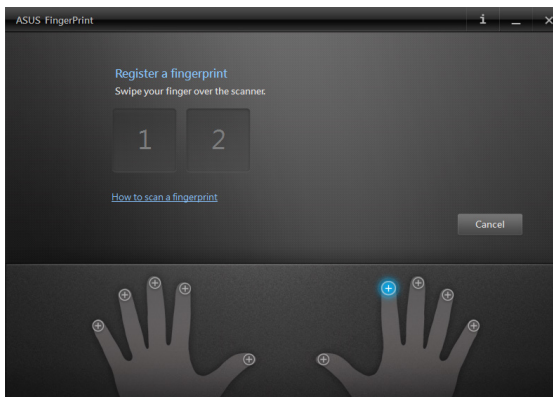 ASUS FingerPrint
Register a fingerprint
Swipe your finger over the scanner.
1 2
How to scan a fingerprint
Cancel